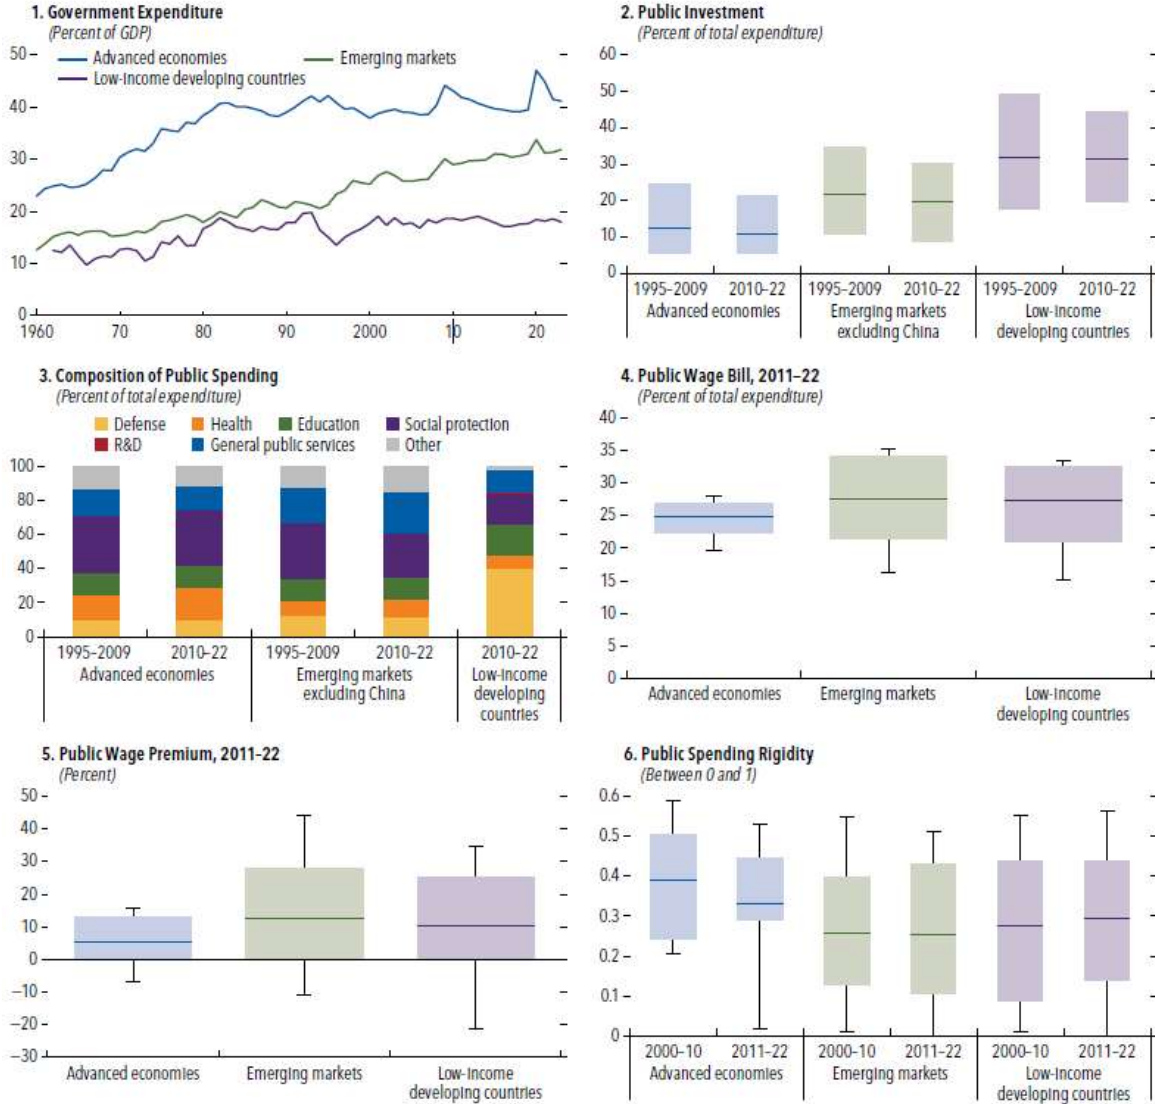 1. Government Expenditure
(Percent of GDP)
Advanced economies
Emerging markets
Low-income developing countries
50
40
30
20
10
0
1960 70 80 90 2000 10 20
2. Public Investment
(Percent of total expenditure)
60
50
40
30
20
10
0
1995–2009 2010–22 1995–2009 2010–22 1995–2009 2010–22
Advanced economies Emerging markets Low-income
excluding China developing countries
3. Composition of Public Spending
(Percent of total expenditure)
Defense Health Education Social protection
R&D General public services Other
100
80
60
40
20
0
1995–2009 2010–22 1995–2009 2010–22 2010–22
Advanced economies Emerging markets Low-income
excluding China developing
countries
4. Public Wage Bill, 2011–22
(Percent of total expenditure)
40
35
30
25
20
15
10
5
0
Advanced economies Emerging markets Low-income
developing countries
5. Public Wage Premium, 2011–22
(Percent)
50
40
30
20
10
0
−10
−20
−30
Advanced economies Emerging markets Low-income
developing countries
6. Public Spending Rigidity
(Between 0 and 1)
0.6
0.5
0.4
0.3
0.2
0.1
0
2000–10 2011–22 2000–10 2011–22 2000–10 2011–22
Advanced economies Emerging markets Low-income
developing countries